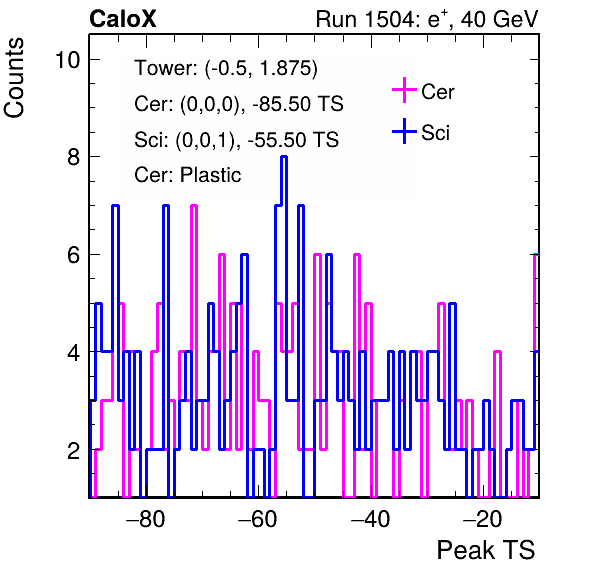 CaloX Run 1504: e⁺, 40 GeV
Counts
Tower: (-0.5, 1.875)
Cer: (0,0,0), -85.50 TS
Sci: (0,0,1), -55.50 TS
Cer: Plastic
Cer
Sci
10
8
6
4
2
−80 −60 −40 −20
Peak TS